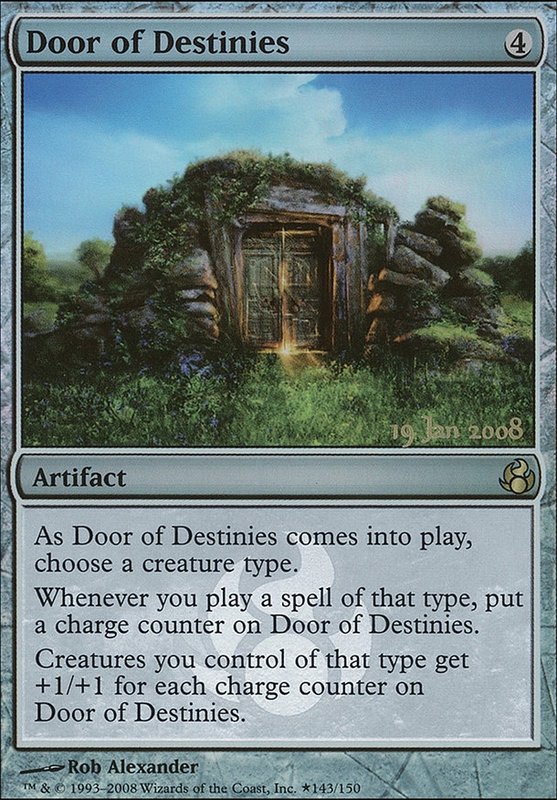 Door of Destinies 4
19 Jan 2008
Artifact
As Door of Destinies comes into play,
choose a creature type.
Whenever you play a spell of that type, put
a charge counter on Door of Destinies.
Creatures you control of that type get
+1/+1 for each charge counter on
Door of Destinies.
Rob Alexander
™ & © 1993–2008 Wizards of the Coast, Inc. ★143/150